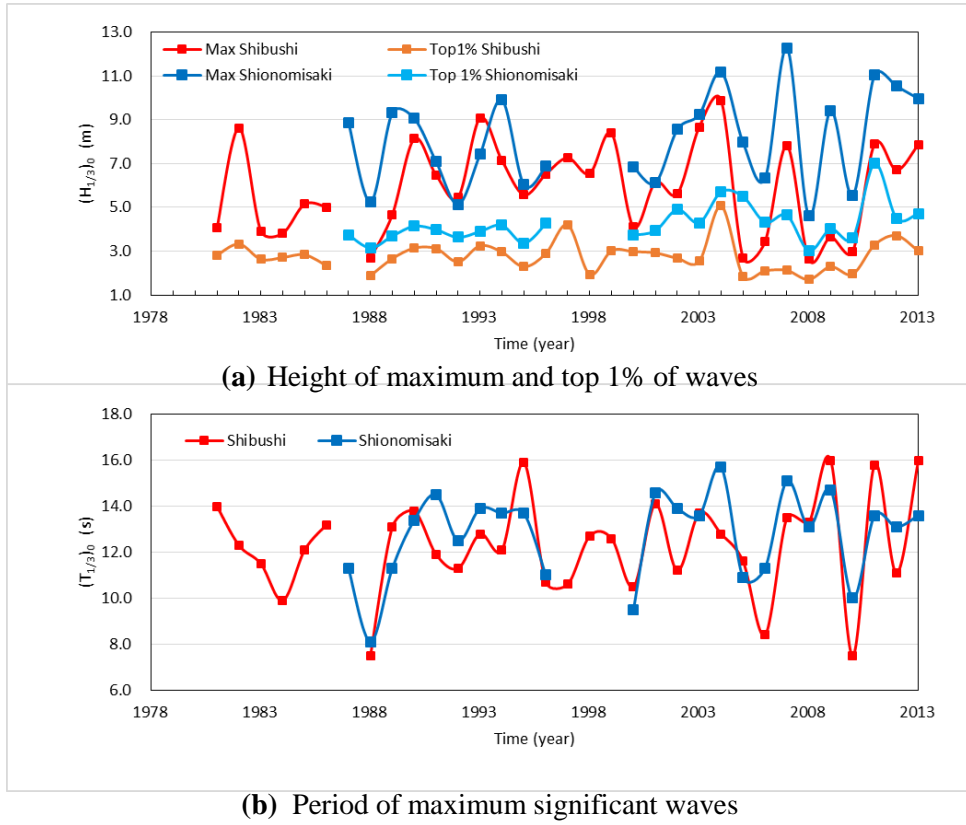 13.0
11.0
9.0
7.0
5.0
3.0
1.0
(H1/3)0 (m)
Max Shibushi
Top1% Shibushi
Max Shionomisaki
Top 1% Shionomisaki
1978 1983 1988 1993 1998 2003 2008 2013
Time (year)
(a) Height of maximum and top 1% of waves
18.0
16.0
14.0
12.0
10.0
8.0
6.0
(T1/3)0 (s)
Shibushi
Shionomisaki
1978 1983 1988 1993 1998 2003 2008 2013
Time (year)
(b) Period of maximum significant waves